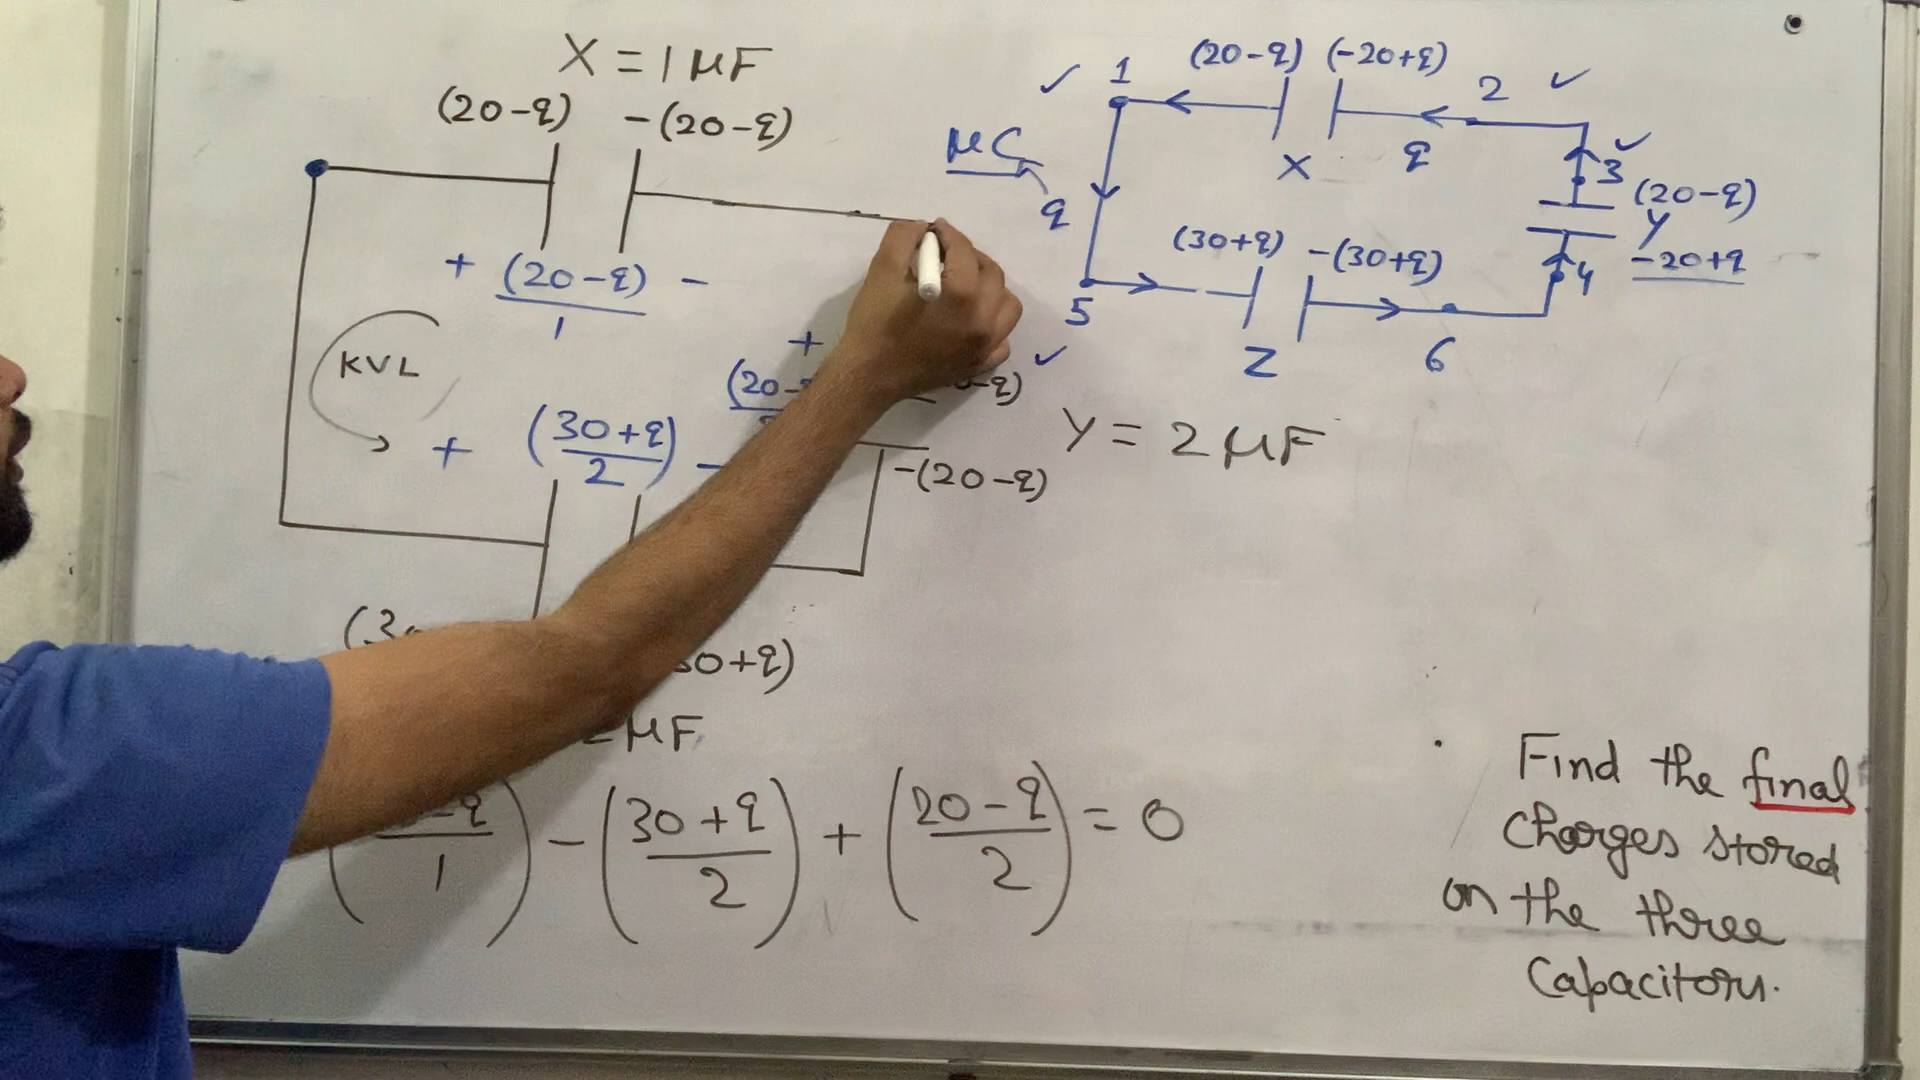 X = 1 μF
(20-q) -(20-q)
+ (20-q)/1 -
KVL
+ (30+q)/2 -
+
-(20-q)
(30+q)
μF
- (30+q)/2 + (20-q)/2 = 0
(20-q) (-20+q)
1
2
X
q
μC
q
3
(20-q)
Y
-20+q
4
(30+q) -(30+q)
5
Z
6
Y = 2 μF
Find the final
charges stored
on the three
Capacitors.